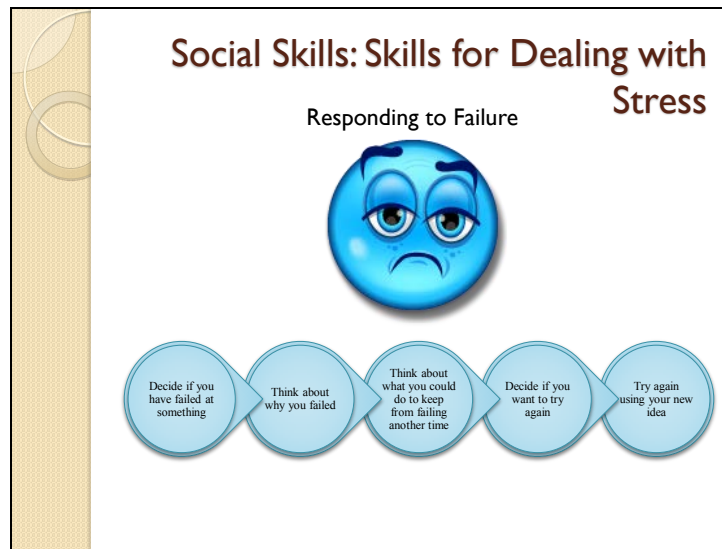 Social Skills: Skills for Dealing with
Stress
Responding to Failure
Decide if you
have failed at
something
Think about
why you failed
Think about
what you could
do to keep
from failing
another time
Decide if you
want to try
again
Try again
using your new
idea